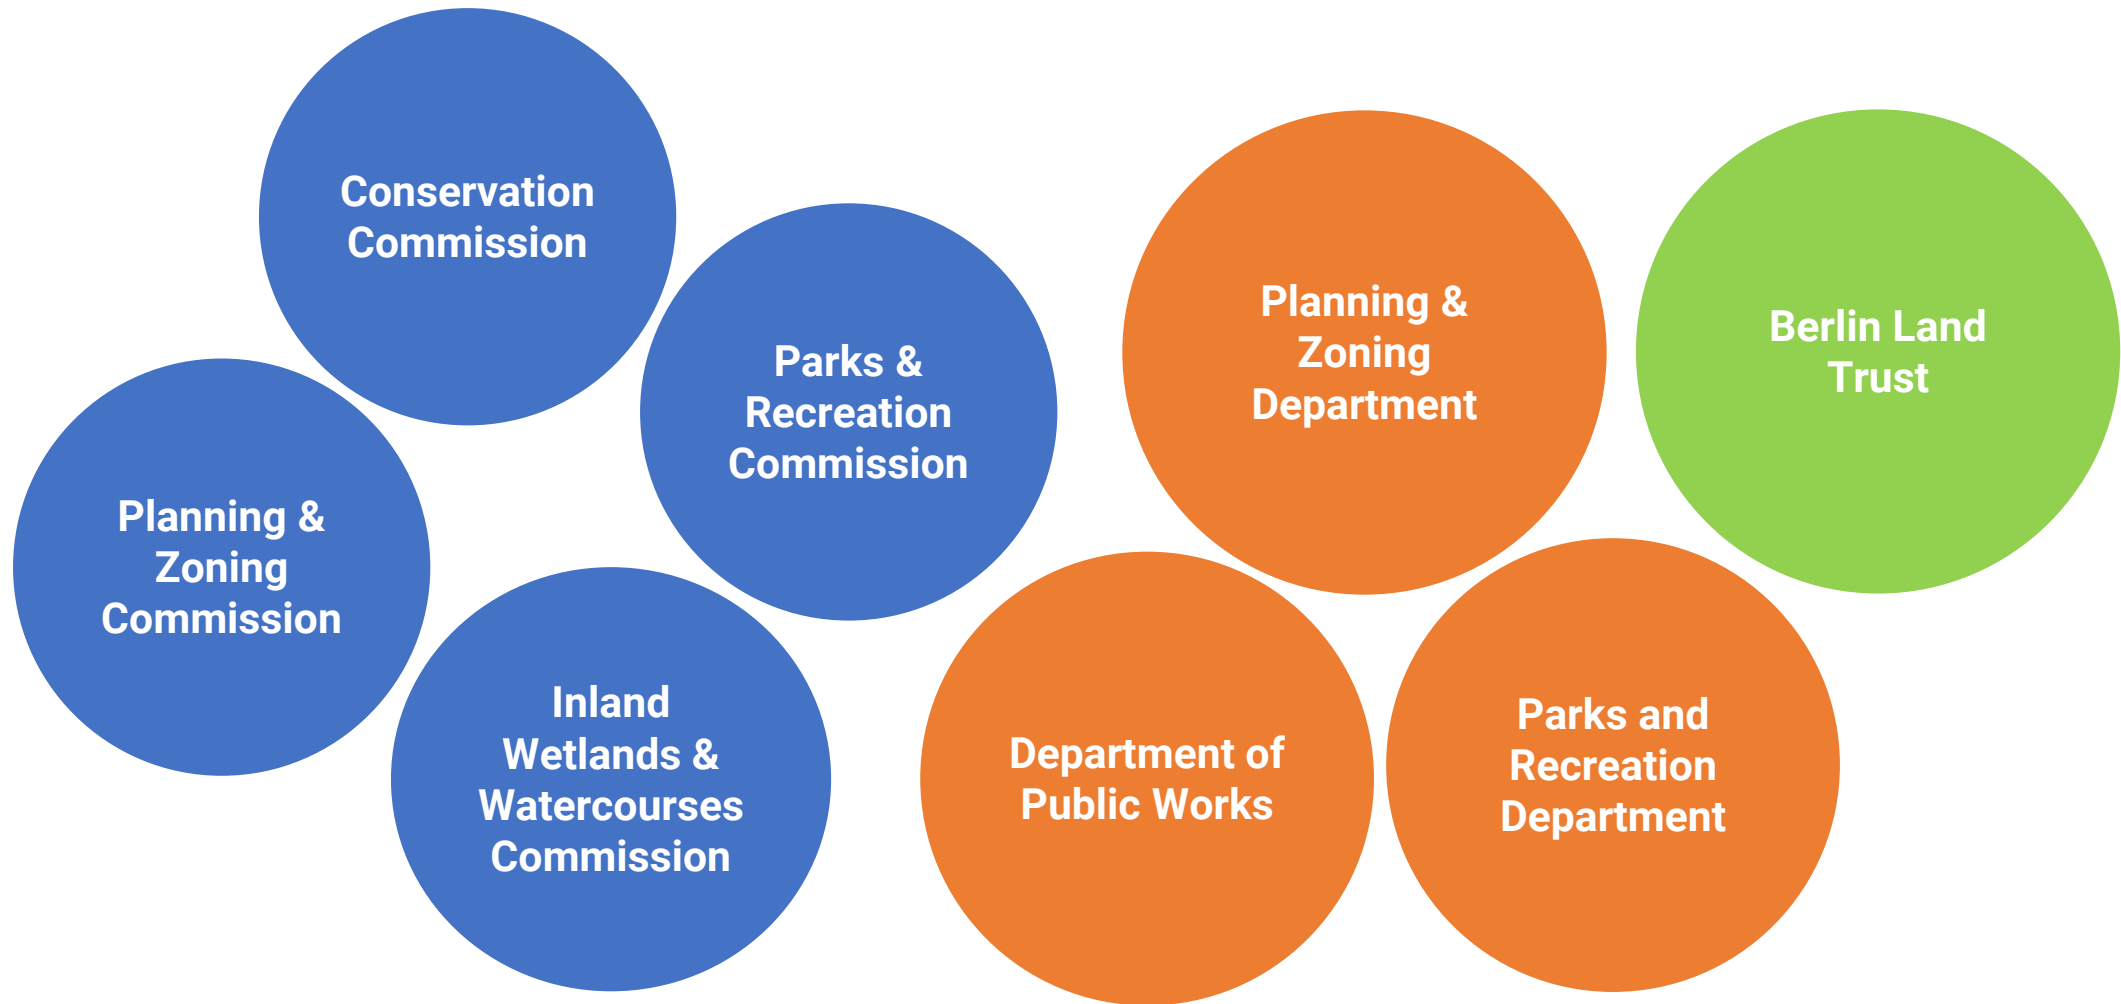 Conservation
Commission
Parks &
Recreation
Commission
Planning &
Zoning
Commission
Inland
Wetlands &
Watercourses
Commission
Planning &
Zoning
Department
Department of
Public Works
Parks and
Recreation
Department
Berlin Land
Trust